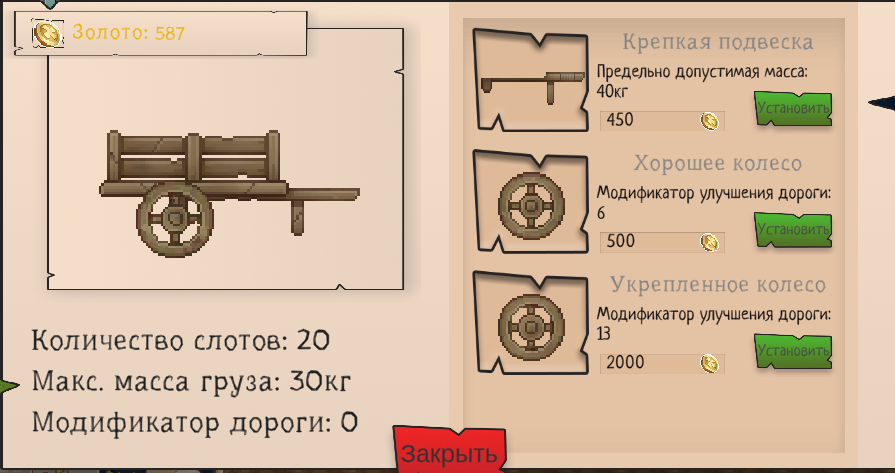 Золото: 587
Количество слотов: 20
Макс. масса груза: 30кг
Модификатор дороги: 0
Крепкая подвеска
Предельно допустимая масса:
40кг
450
Установить
Хорошее колесо
Модификатор улучшения дороги:
6
500
Установить
Укрепленное колесо
Модификатор улучшения дороги:
13
2000
Установить
Закрыть